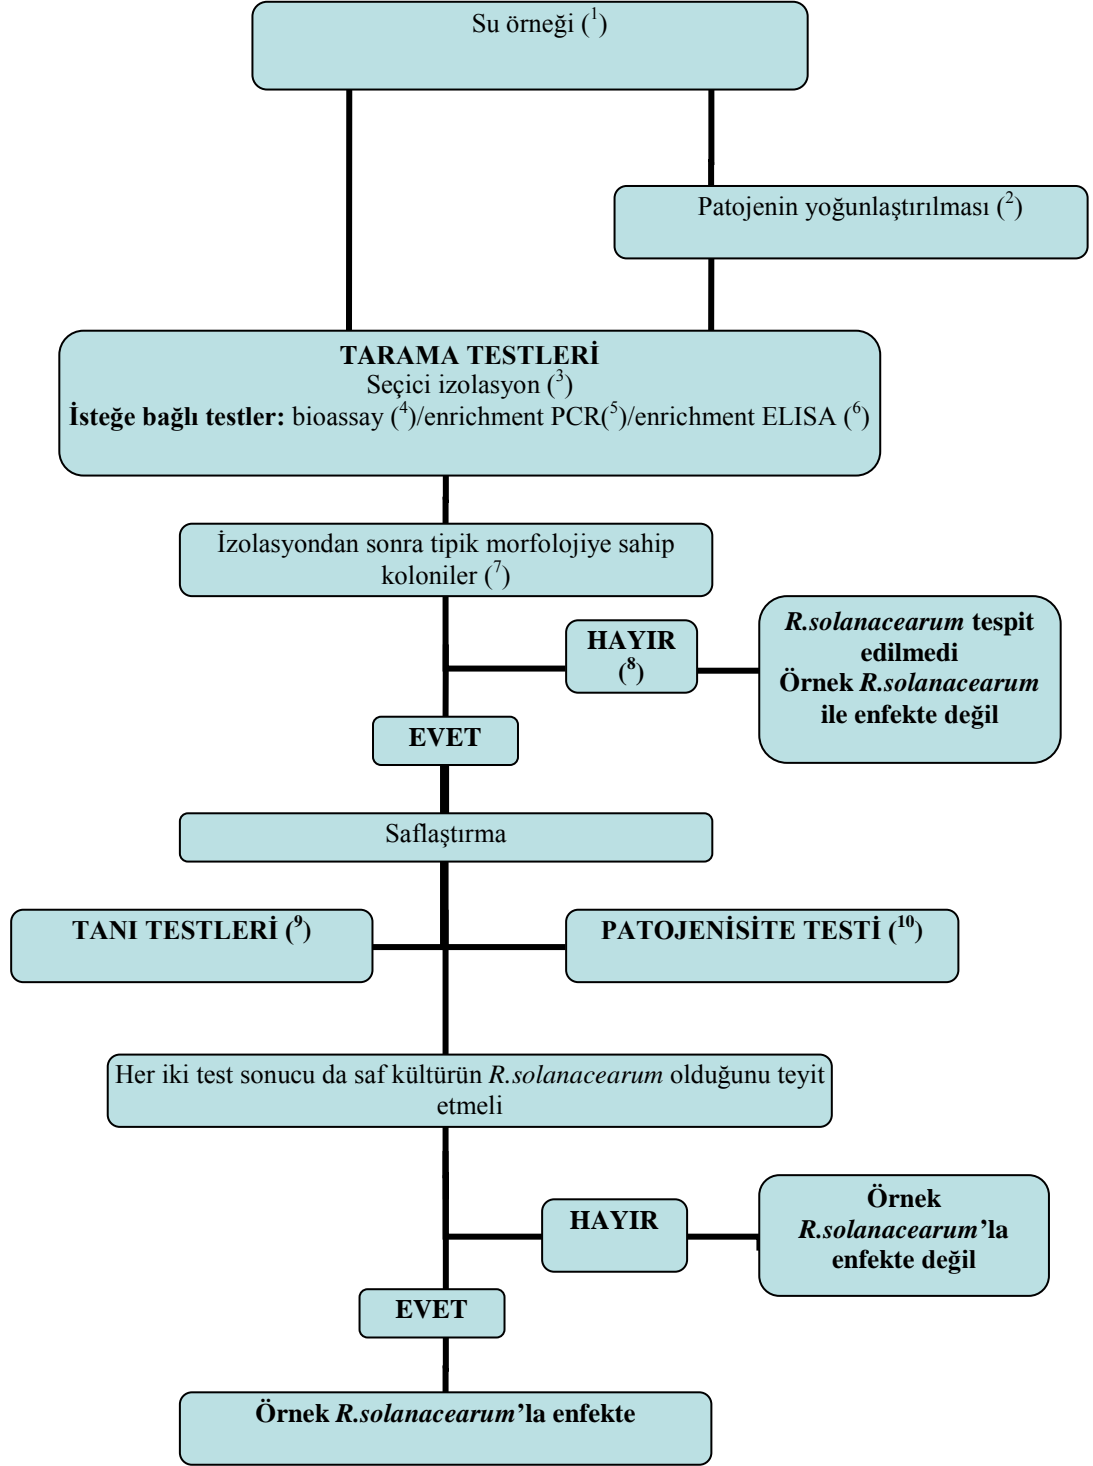 Su örneği (1)
Patojenin yoğunlaştırılması (2)
TARAMA TESTLERİ
Seçici izolasyon (3)
İsteğe bağlı testler: bioassay (4)/enrichment PCR(5)/enrichment ELISA (6)
İzolasyondan sonra tipik morfolojiye sahip
koloniler (7)
HAYIR
(8)
R.solanacearum tespit
edilmedi
Örnek R.solanacearum
ile enfekte değil
EVET
Saflaştırma
TANI TESTLERİ (9)
PATOJENİSİTE TESTİ (10)
Her iki test sonucu da saf kültürün R.solanacearum olduğunu teyit
etmeli
HAYIR
Örnek
R.solanacearum’la
enfekte değil
EVET
Örnek R.solanacearum’la enfekte